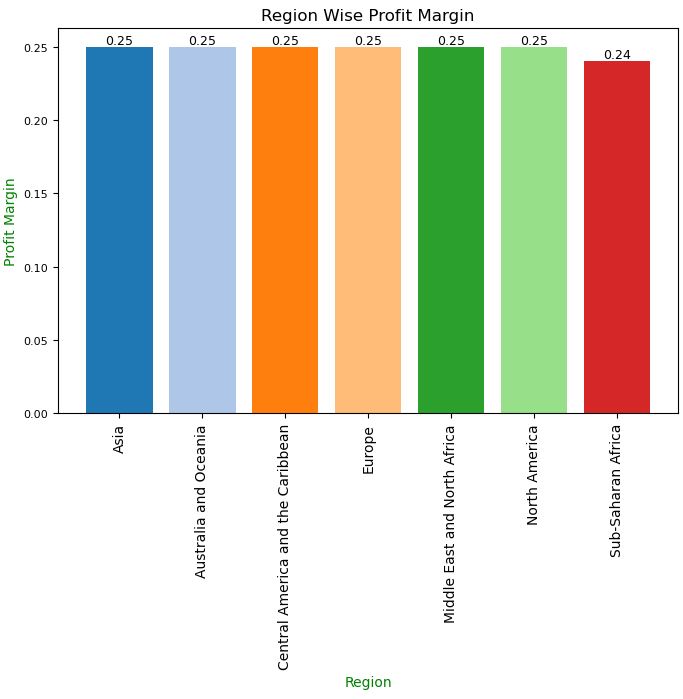 Region Wise Profit Margin
0.25 0.25 0.25 0.25 0.25 0.25 0.24
Profit Margin
0.25
0.20
0.15
0.10
0.05
0.00
Asia
Australia and Oceania
Central America and the Caribbean
Europe
Middle East and North Africa
North America
Sub-Saharan Africa
Region